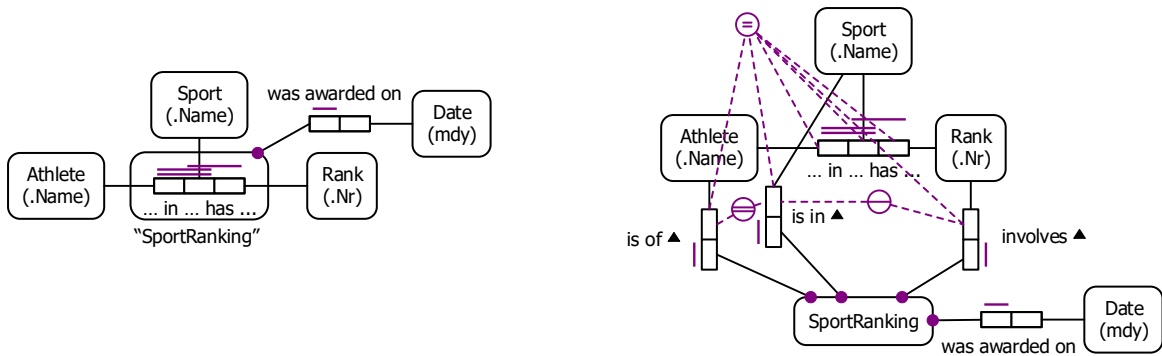 Sport
(.Name)
was awarded on
Date
(mdy)
Athlete
(.Name)
Rank
(.Nr)
... in ... has ...
“SportRanking”
=
Sport
(.Name)
Athlete
(.Name)
Rank
(.Nr)
... in ... has ...
is of ▲
is in ▲
involves ▲
SportRanking
was awarded on
Date
(mdy)